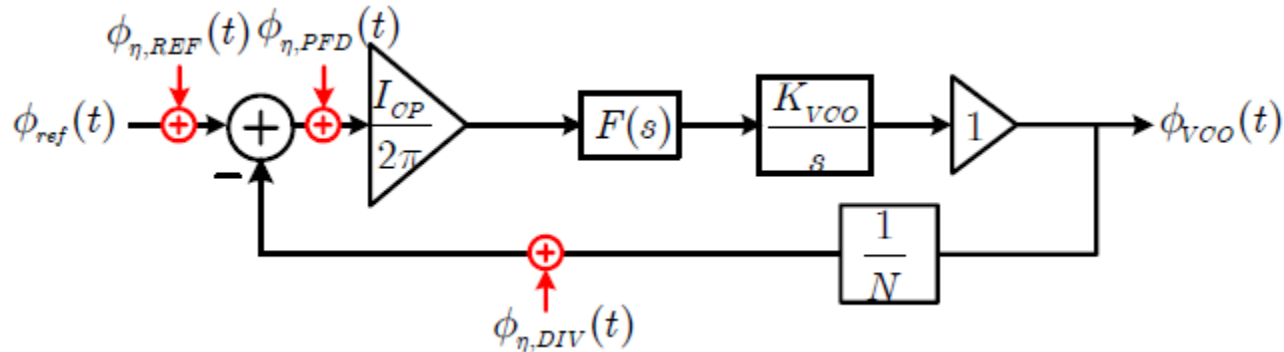 ϕ_{η,REF}(t) ϕ_{η,PFD}(t)
ϕ_{ref}(t) + + + I_{CP}/2π F(s) K_{VCO}/s 1 ϕ_{VCO}(t)
−
+ 1/N
ϕ_{η,DIV}(t)